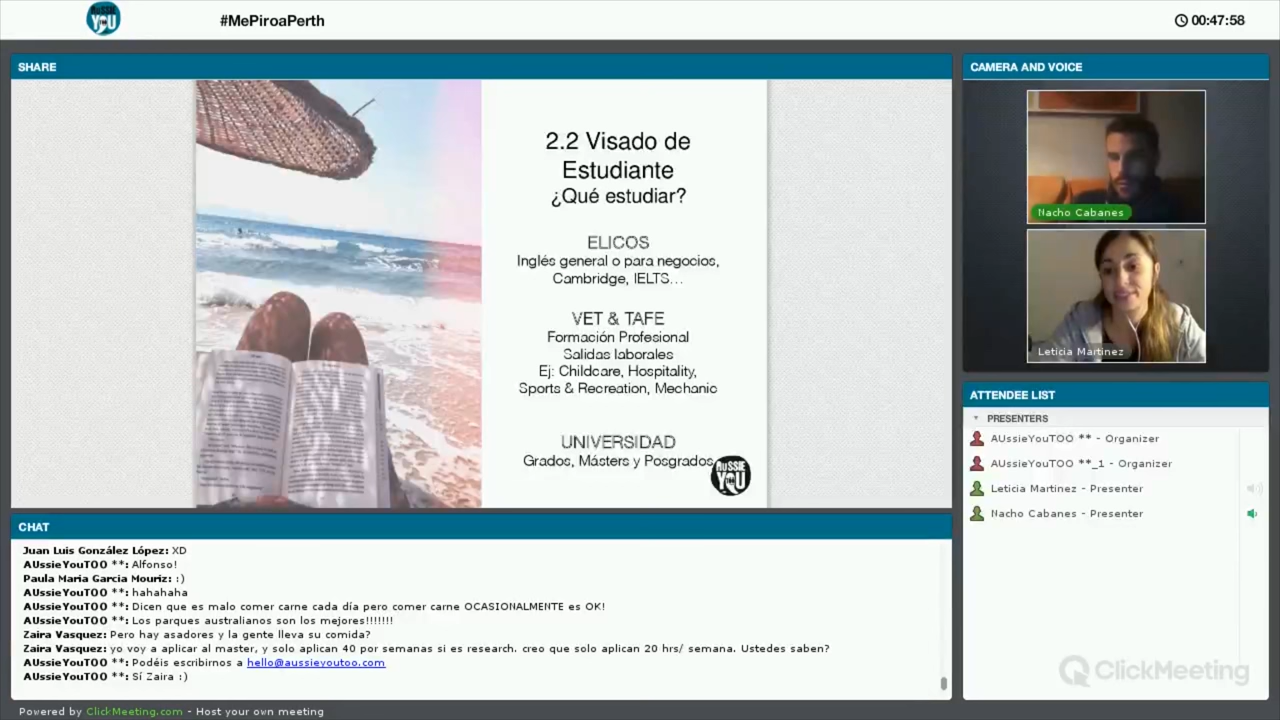 AUSSIE YOU TOO
#MePiroaPerth
00:47:58
SHARE
2.2 Visado de
Estudiante
¿Qué estudiar?
ELICOS
Inglés general o para negocios,
Cambridge, IELTS…
VET & TAFE
Formación Profesional
Salidas laborales
Ej: Childcare, Hospitality,
Sports & Recreation, Mechanic
UNIVERSIDAD
Grados, Másters y Posgrados
AUSSIE YOU
CAMERA AND VOICE
Nacho Cabanes
Leticia Martinez
ATTENDEE LIST
PRESENTERS
AUssieYouTOO ** - Organizer
AUssieYouTOO **_1 - Organizer
Leticia Martinez - Presenter
Nacho Cabanes - Presenter
CHAT
Juan Luis González López: XD
AUssieYouTOO **: Alfonso!
Paula Maria Garcia Mouriz: :)
AUssieYouTOO **: hahahaha
AUssieYouTOO **: Dicen que es malo comer carne cada día pero comer carne OCASIONALMENTE es OK!
AUssieYouTOO **: Los parques australianos son los mejores!!!!!!!
Zaira Vasquez: Pero hay asadores y la gente lleva su comida?
Zaira Vasquez: yo voy a aplicar al master, y solo aplican 40 por semanas si es research. creo que solo aplican 20 hrs/ semana. Ustedes saben?
AUssieYouTOO **: Podéis escribirnos a hello@aussieyoutoo.com
AUssieYouTOO **: Sí Zaira :)
ClickMeeting
Powered by ClickMeeting.com - Host your own meeting